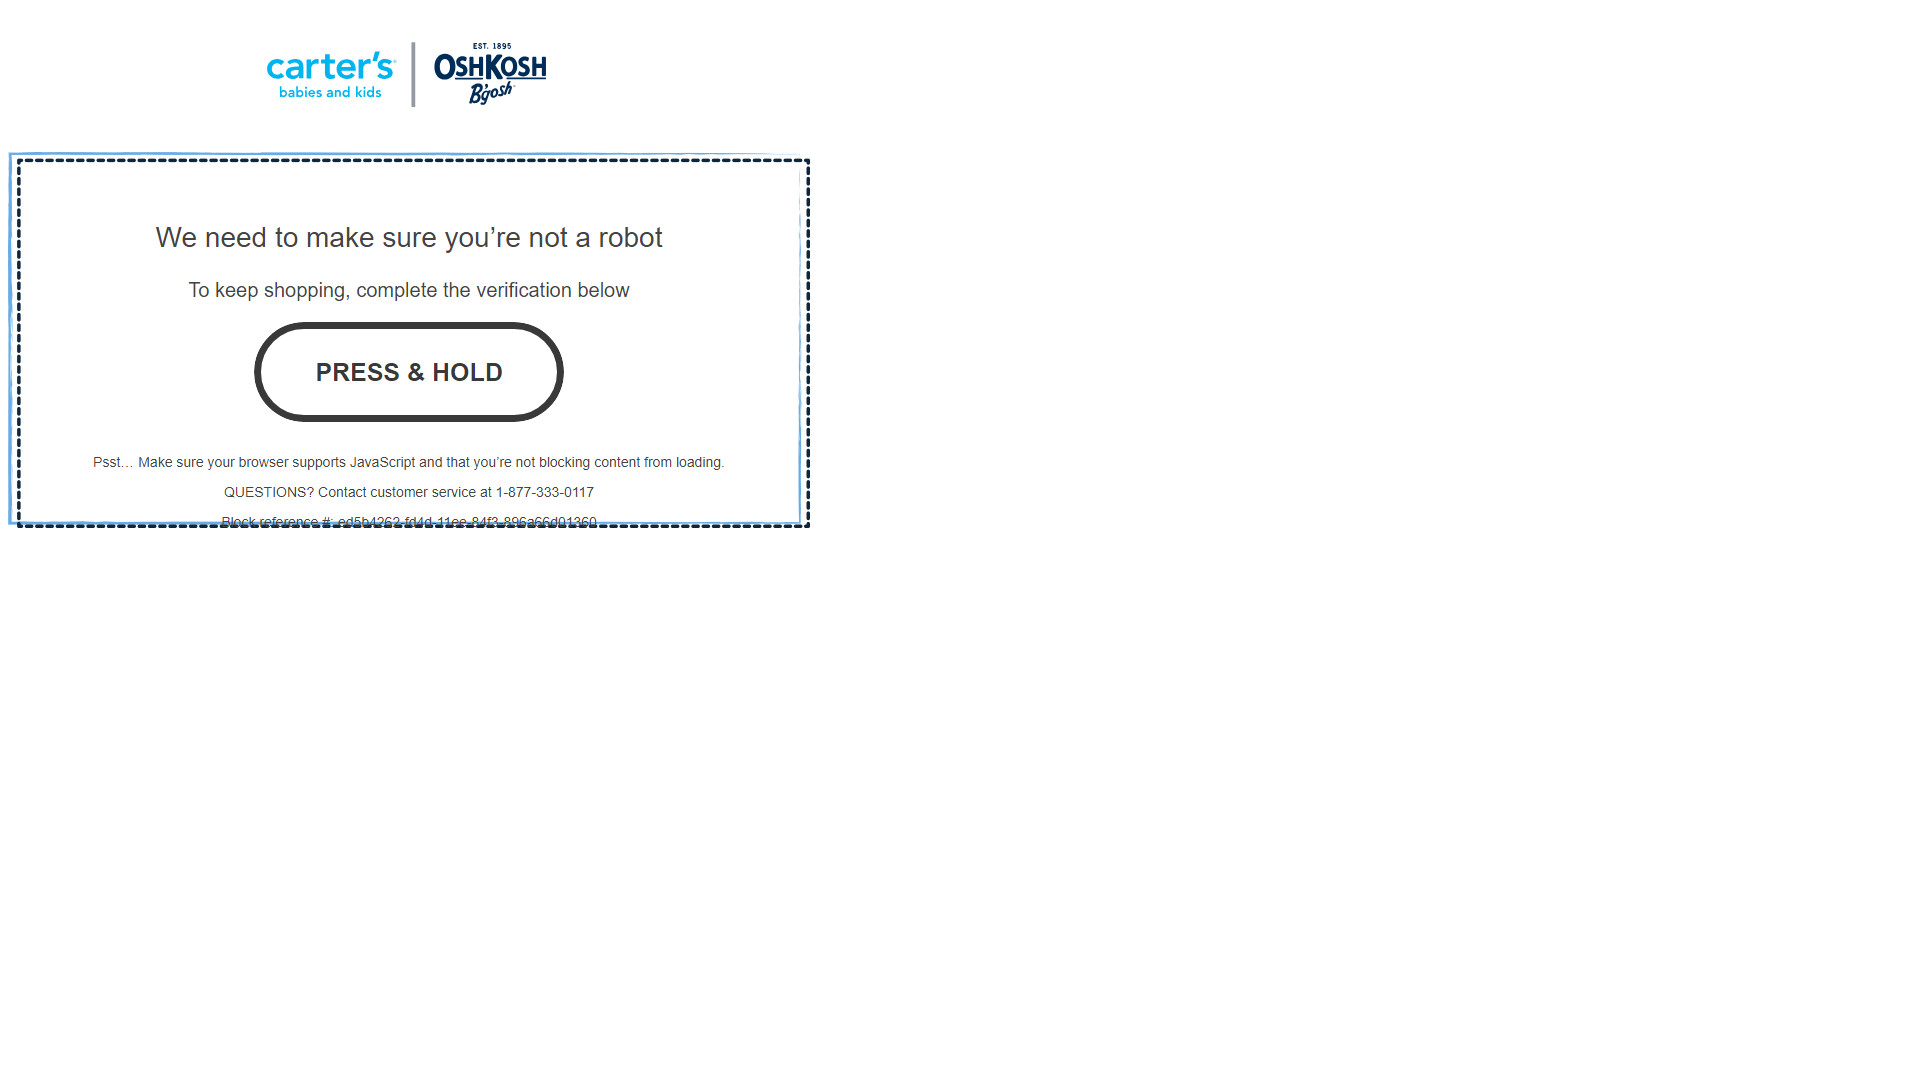 carter's
babies and kids
EST. 1895
OSHKOSH
B'gosh
We need to make sure you’re not a robot
To keep shopping, complete the verification below
PRESS & HOLD
Psst… Make sure your browser supports JavaScript and that you’re not blocking content from loading.
QUESTIONS? Contact customer service at 1-877-333-0117
Block reference #: ed5b4262-fd4d-11ee-84f3-896a66d01360